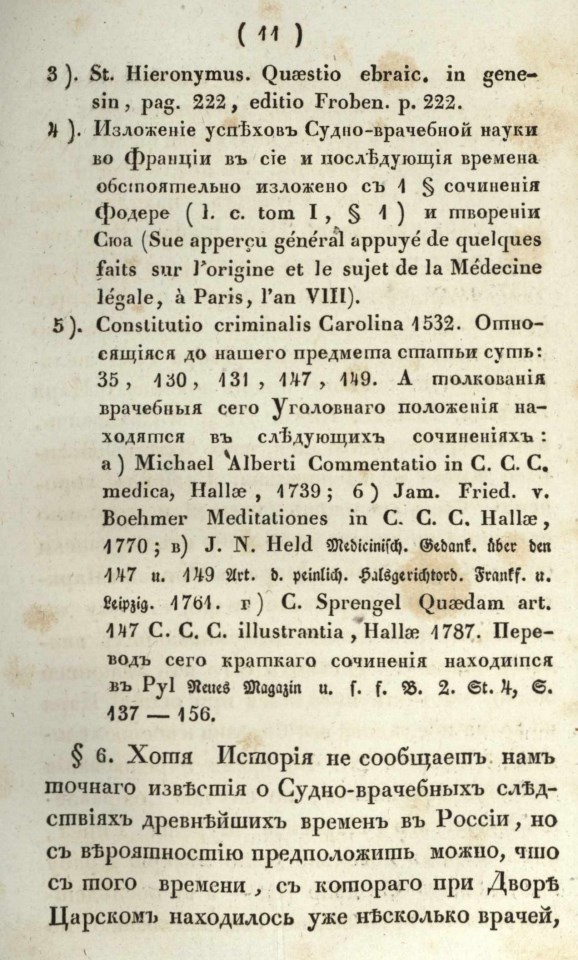 ( 11 )
3 ). St. Hieronymus. Quæstio ebraic. in gene-
sin, pag. 222, editio Froben. p. 222.
4 ). Изложеніе успѣховъ Судно-врачебной науки
во Франціи въ сіе и послѣдующія времена
обстоятельно изложено съ 1 § сочиненія
Фодере ( l. c. tom I, § 1 ) и твореніи
Сюа (Sue apperçu général appuyé de quelques
faits sur l'origine et le sujet de la Médecine
légale, à Paris, l'an VIII).
5 ). Constitutio criminalis Carolina 1532. Отно-
сящіяся до нашего предмета статьи суть:
35, 130, 131, 147, 149. А толкованія
врачебныя сего Уголовнаго положенія на-
ходятся въ слѣдующихъ сочиненіяхъ:
а ) Michael Alberti Commentatio in C. C. C.
medica, Hallæ, 1739; б ) Jam. Fried. v.
Boehmer Meditationes in C. C. C. Hallæ,
1770; в) J. N. Held Medicinisch. Gedank. über den
147 u. 149 Art. d. peinlich. Halsgerichtord. Frankf. u.
Leipzig. 1761. г ) C. Sprengel Quædam art.
147 C. C. C. illustrantia, Hallæ 1787. Пере-
водъ сего краткаго сочиненія находится
въ Pyl Neues Magazin u. s. f. B. 2. St. 4, S.
137 — 156.
§ 6. Хотя Исторія не сообщаетъ намъ
точнаго извѣстія о Судно-врачебныхъ слѣд-
ствіяхъ древнѣйшихъ временъ въ Россіи, но
съ вѣроятностію предположить можно, что
съ того времени, съ котораго при Дворѣ
Царскомъ находилось уже нѣсколько врачей,